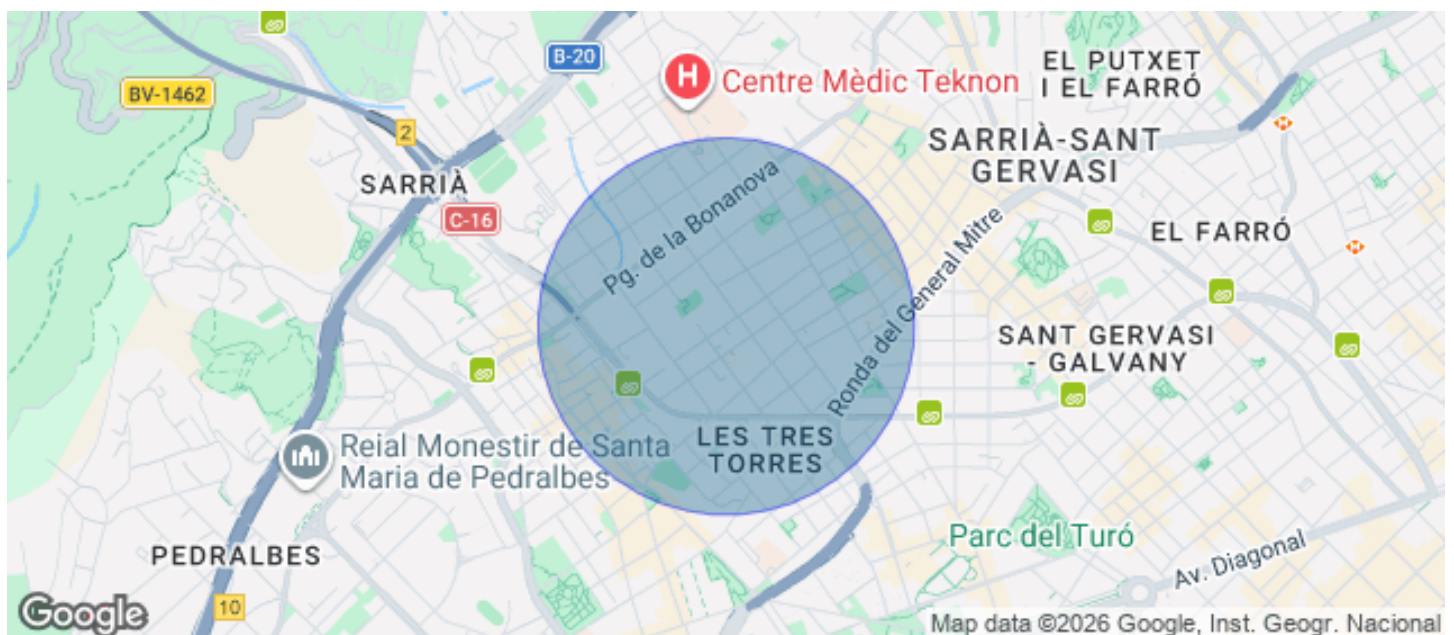 B-20
H
Centre Mèdic Teknon
EL PUTXET
I EL FARRÓ
BV-1462
2
SARRIÀ-SANT
GERVASI
SARRIÀ
C-16
Pg. de la Bonanova
EL FARRÓ
Ronda del General Mitre
SANT GERVASI
- GALVANY
LES TRES
TORRES
Reial Monestir de Santa
Maria de Pedralbes
PEDRALBES
Parc del Turó
Av. Diagonal
10
Google
Map data ©2026 Google, Inst. Geogr. Nacional